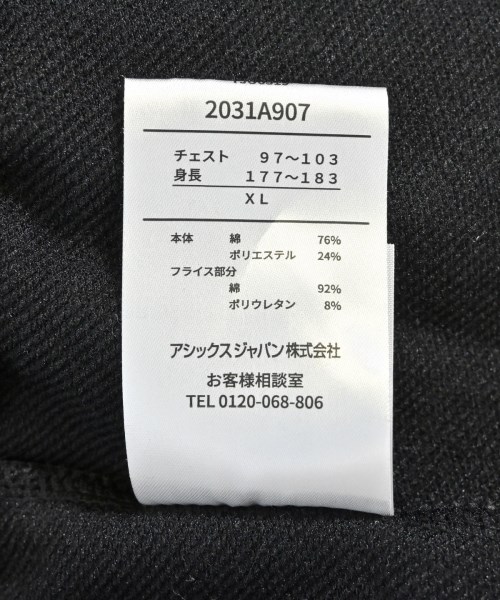 2031A907
チェスト ９７～１０３
身長 １７７～１８３
ＸＬ
本体 綿 76%
ポリエステル 24%
フライス部分
綿 92%
ポリウレタン 8%
アシックスジャパン株式会社
お客様相談室
TEL 0120-068-806